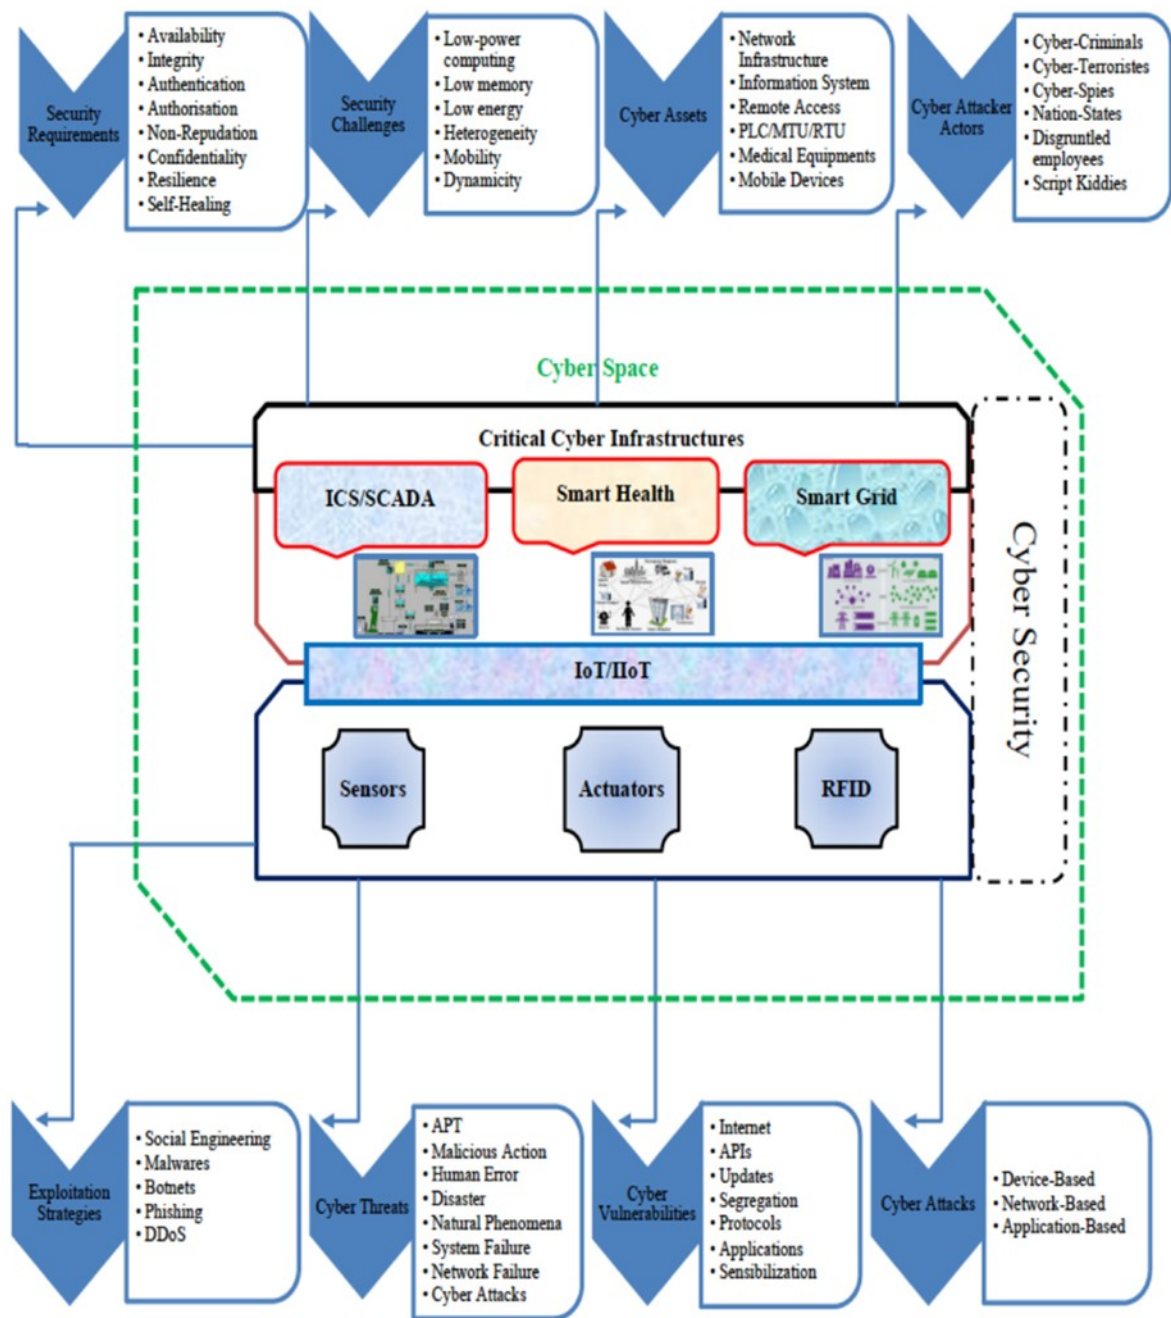 Security
Requirements
• Availability
• Integrity
• Authentication
• Authorisation
• Non-Repudation
• Confidentiality
• Resilience
• Self-Healing
Security
Challenges
• Low-power
computing
• Low memory
• Low energy
• Heterogeneity
• Mobility
• Dynamicity
Cyber Assets
• Network
Infrastructure
• Information System
• Remote Access
• PLC/MTU/RTU
• Medical Equipments
• Mobile Devices
Cyber Attacker
Actors
• Cyber-Criminals
• Cyber-Terroristes
• Cyber-Spies
• Nation-States
• Disgruntled
employees
• Script Kiddies
Cyber Space
Critical Cyber Infrastructures
ICS/SCADA
Smart Health
Smart Grid
IoT/IIoT
Sensors
Actuators
RFID
Cyber Security
Exploitation
Strategies
• Social Engineering
• Malwares
• Botnets
• Phishing
• DDoS
Cyber Threats
• APT
• Malicious Action
• Human Error
• Disaster
• Natural Phenomena
• System Failure
• Network Failure
• Cyber Attacks
Cyber
Vulnerabilities
• Internet
• APIs
• Updates
• Segregation
• Protocols
• Applications
• Sensibilization
Cyber Attacks
• Device-Based
• Network-Based
• Application-Based